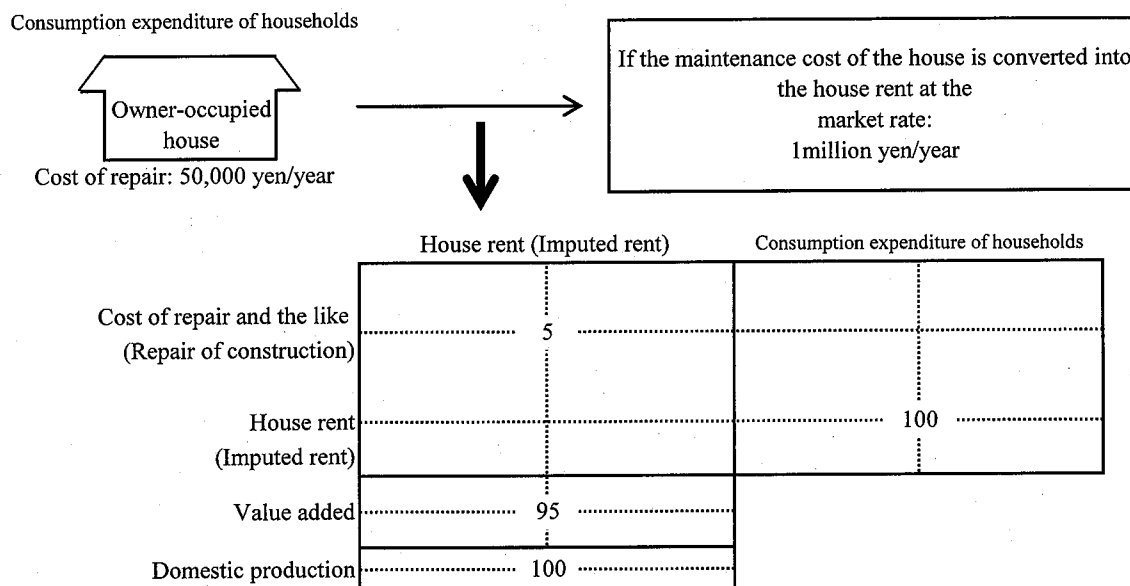 Consumption expenditure of households
Owner-occupied
house
Cost of repair: 50,000 yen/year
If the maintenance cost of the house is converted into
the house rent at the
market rate:
1million yen/year
House rent (Imputed rent)
Consumption expenditure of households
Cost of repair and the like
(Repair of construction)
5
House rent
(Imputed rent)
100
Value added
95
Domestic production
100